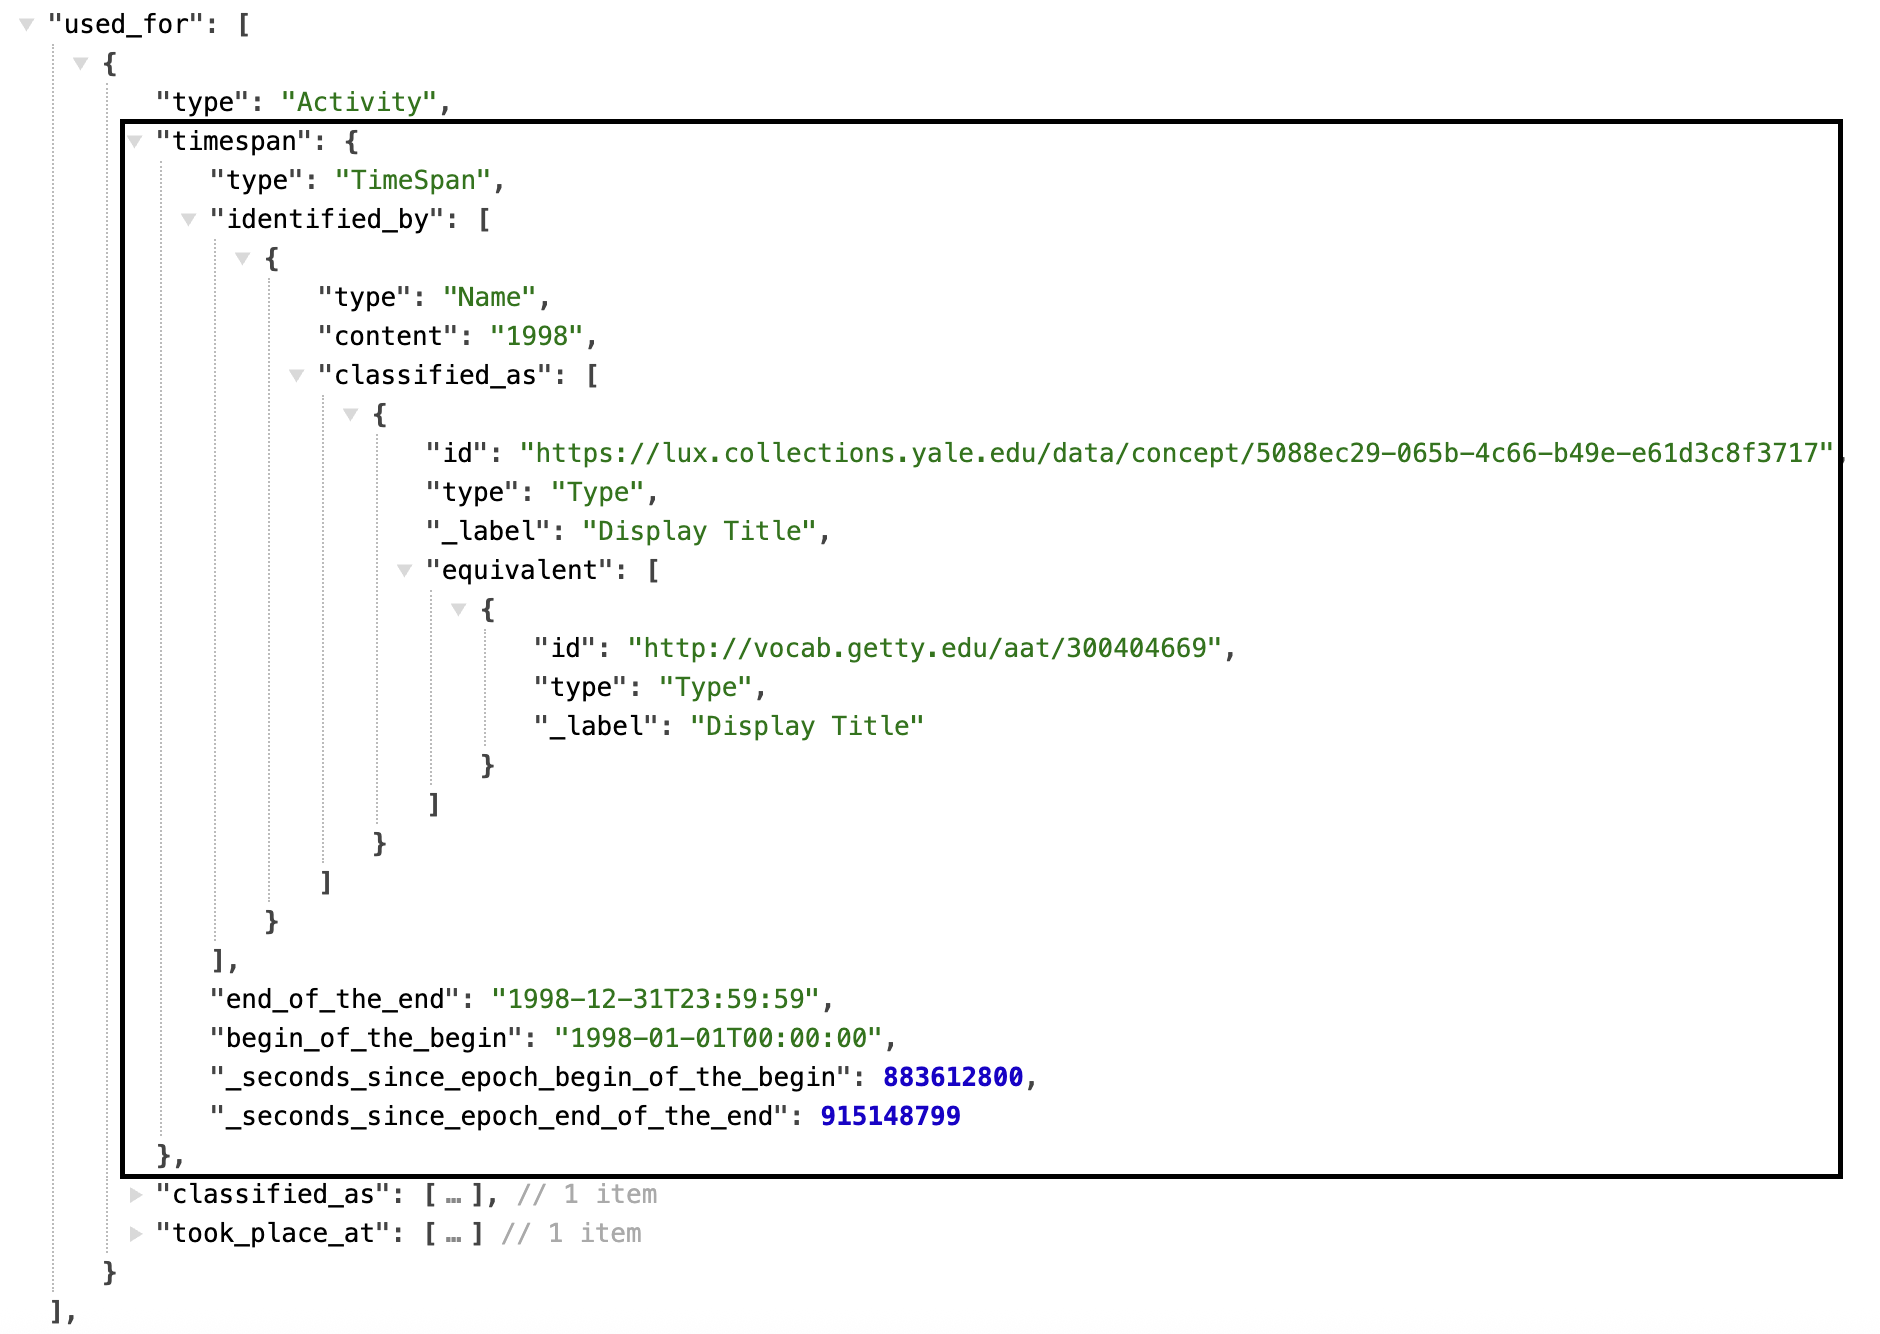 "used_for": [
{
"type": "Activity",
"timespan": {
"type": "TimeSpan",
"identified_by": [
{
"type": "Name",
"content": "1998",
"classified_as": [
{
"id": "https://lux.collections.yale.edu/data/concept/5088ec29-065b-4c66-b49e-e61d3c8f3717",
"type": "Type",
"_label": "Display Title",
"equivalent": [
{
"id": "http://vocab.getty.edu/aat/300404669",
"type": "Type",
"_label": "Display Title"
}
]
}
]
}
],
"end_of_the_end": "1998-12-31T23:59:59",
"begin_of_the_begin": "1998-01-01T00:00:00",
"_seconds_since_epoch_begin_of_the_begin": 883612800,
"_seconds_since_epoch_end_of_the_end": 915148799
},
"classified_as": [ … ], // 1 item
"took_place_at": [ … ] // 1 item
}
],